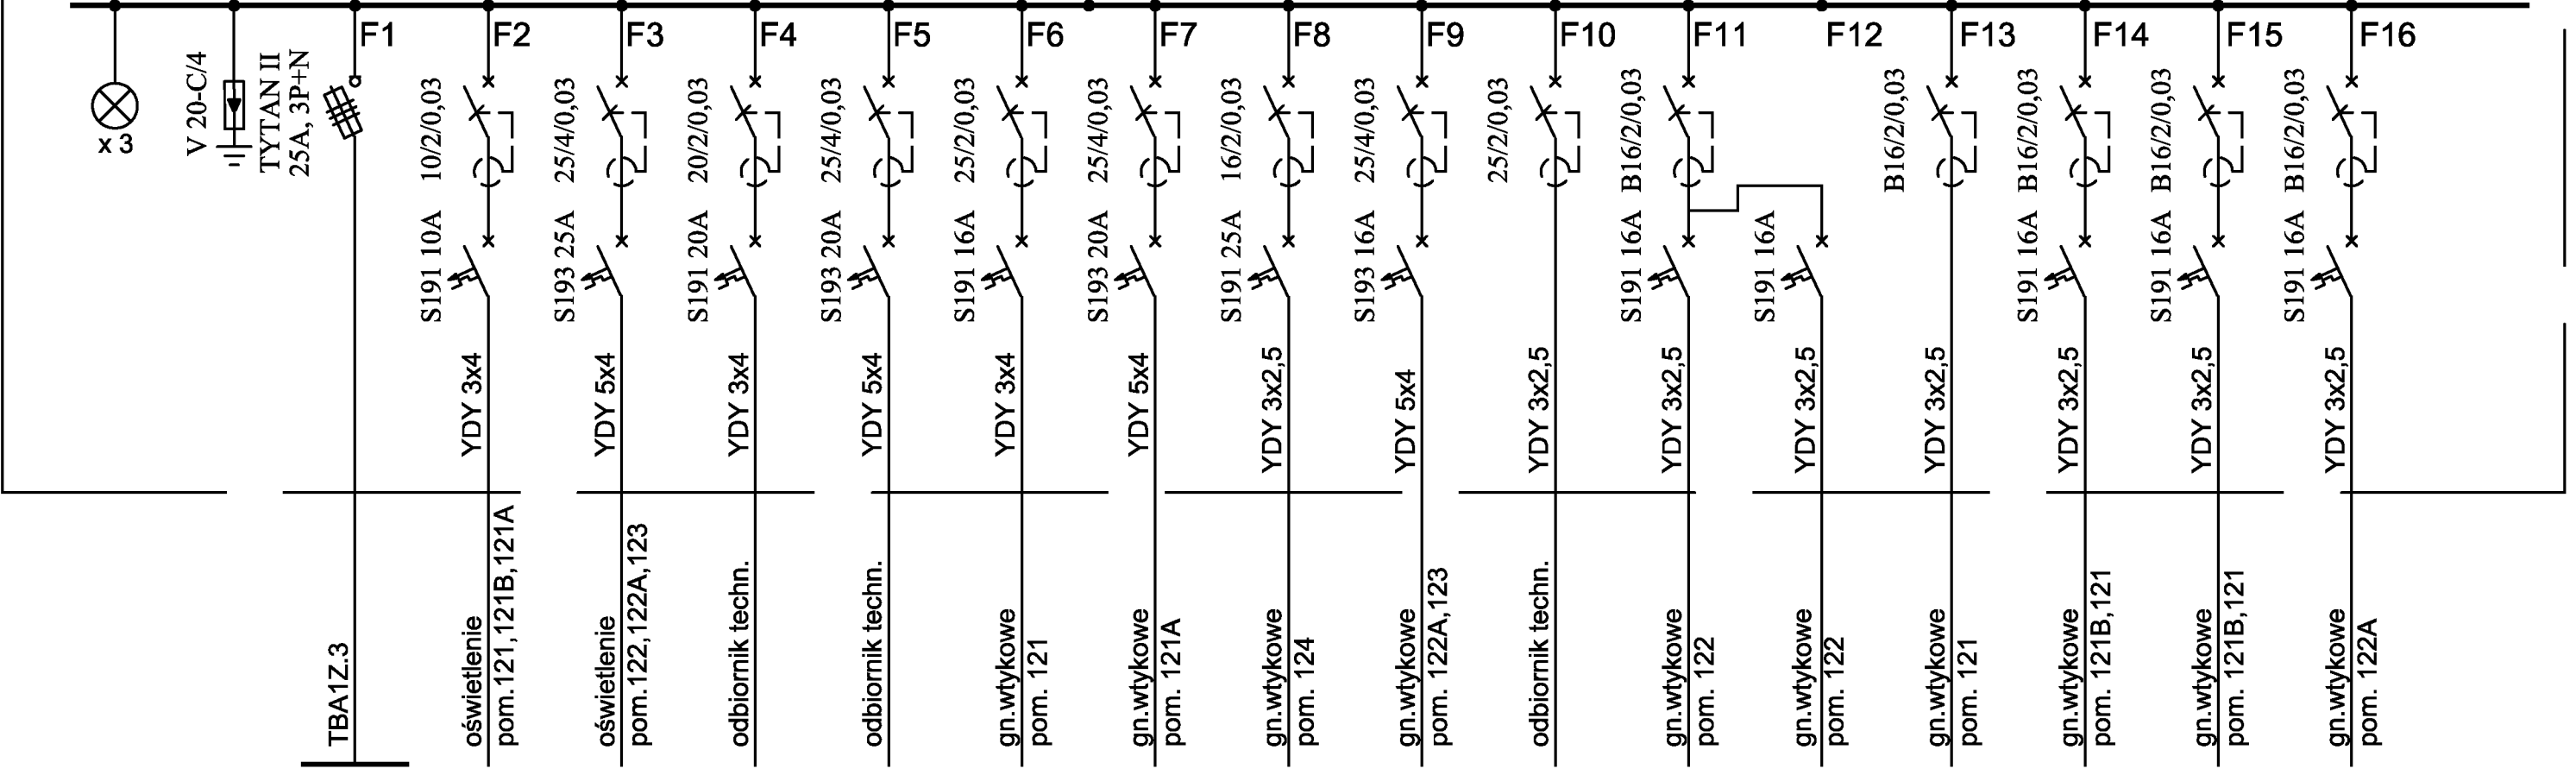 F1
F2
F3
F4
F5
F6
F7
F8
F9
F10
F11
F12
F13
F14
F15
F16
x 3
V 20-C/4
TYTAN II
25A, 3P+N
10/2/0,03
25/4/0,03
20/2/0,03
25/4/0,03
25/2/0,03
25/4/0,03
16/2/0,03
25/4/0,03
25/2/0,03
B16/2/0,03
B16/2/0,03
B16/2/0,03
B16/2/0,03
B16/2/0,03
S191 10A
S193 25A
S191 20A
S193 20A
S191 16A
S193 20A
S191 25A
S193 16A
S191 16A
S191 16A
S191 16A
S191 16A
S191 16A
YDY 3x4
YDY 5x4
YDY 3x4
YDY 5x4
YDY 3x4
YDY 5x4
YDY 3x2,5
YDY 5x4
YDY 3x2,5
YDY 3x2,5
YDY 3x2,5
YDY 3x2,5
YDY 3x2,5
YDY 3x2,5
YDY 3x2,5
TBA1Z.3
oświetlenie
pom.121,121B,121A
oświetlenie
pom.122,122A,123
odbiornik techn.
odbiornik techn.
gn.wtykowe
pom. 121
gn.wtykowe
pom. 121A
gn.wtykowe
pom. 124
gn.wtykowe
pom. 122A,123
odbiornik techn.
gn.wtykowe
pom. 122
gn.wtykowe
pom. 122
gn.wtykowe
pom. 121
gn.wtykowe
pom. 121B,121
gn.wtykowe
pom. 121B,121
gn.wtykowe
pom. 122A